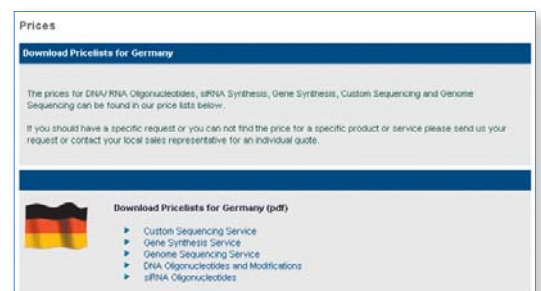 Prices
Download Pricelists for Germany
The prices for DNA/ RNA Oligonucleotides, siRNA Synthesis, Gene Synthesis, Custom Sequencing and Genome
Sequencing can be found in our price lists below.
If you should have a specific request or you can not find the price for a specific product or service please send us your
request or contact your local sales representative for an individual quote.
Download Pricelists for Germany (pdf)
Custom Sequencing Service
Gene Synthesis Service
Genome Sequencing Service
DNA Oligonucleotides and Modifications
siRNA Oligonucleotides